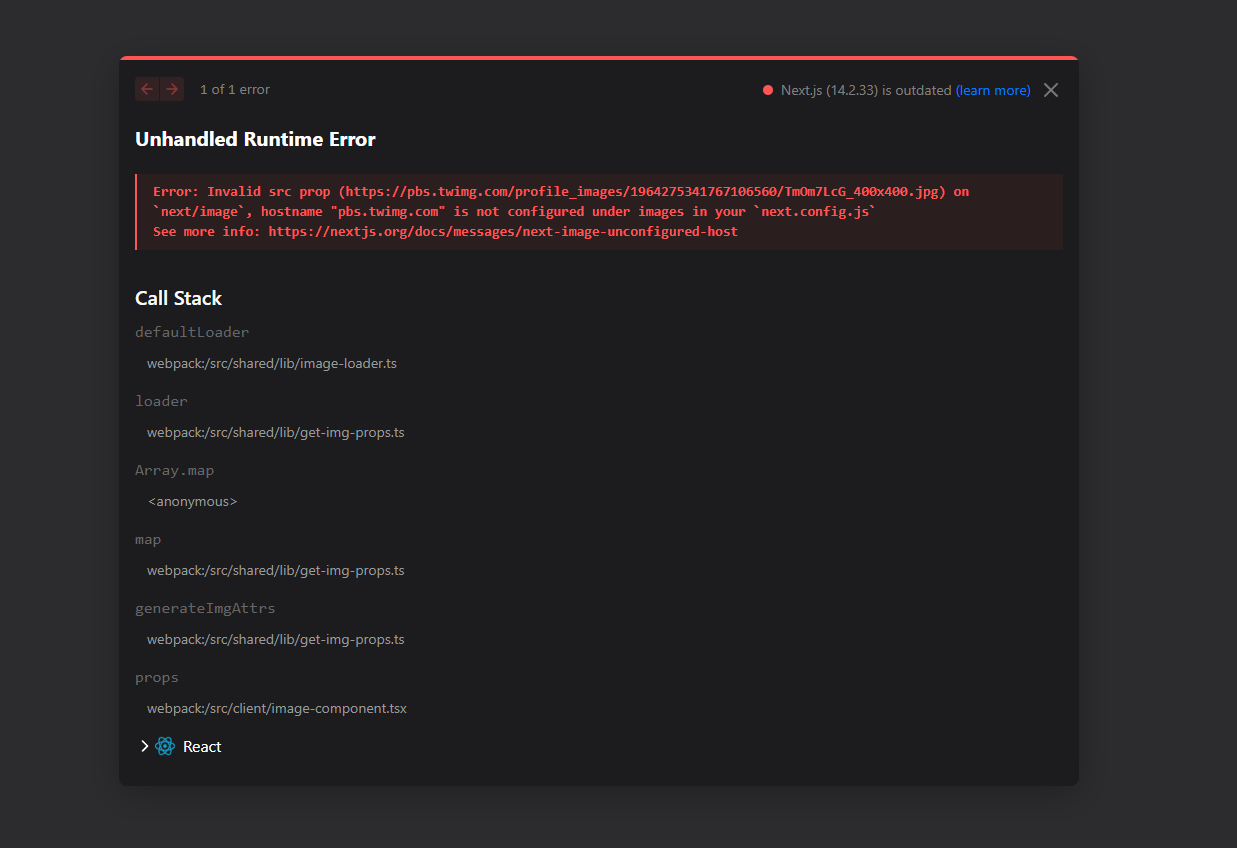 1 of 1 error
Next.js (14.2.33) is outdated (learn more)
Unhandled Runtime Error
Error: Invalid src prop (https://pbs.twimg.com/profile_images/1964275341767106560/TmOm7LcG_400x400.jpg) on
`next/image`, hostname "pbs.twimg.com" is not configured under images in your `next.config.js`
See more info: https://nextjs.org/docs/messages/next-image-unconfigured-host
Call Stack
defaultLoader
webpack:/src/shared/lib/image-loader.ts
loader
webpack:/src/shared/lib/get-img-props.ts
Array.map
<anonymous>
map
webpack:/src/shared/lib/get-img-props.ts
generateImgAttrs
webpack:/src/shared/lib/get-img-props.ts
props
webpack:/src/client/image-component.tsx
React